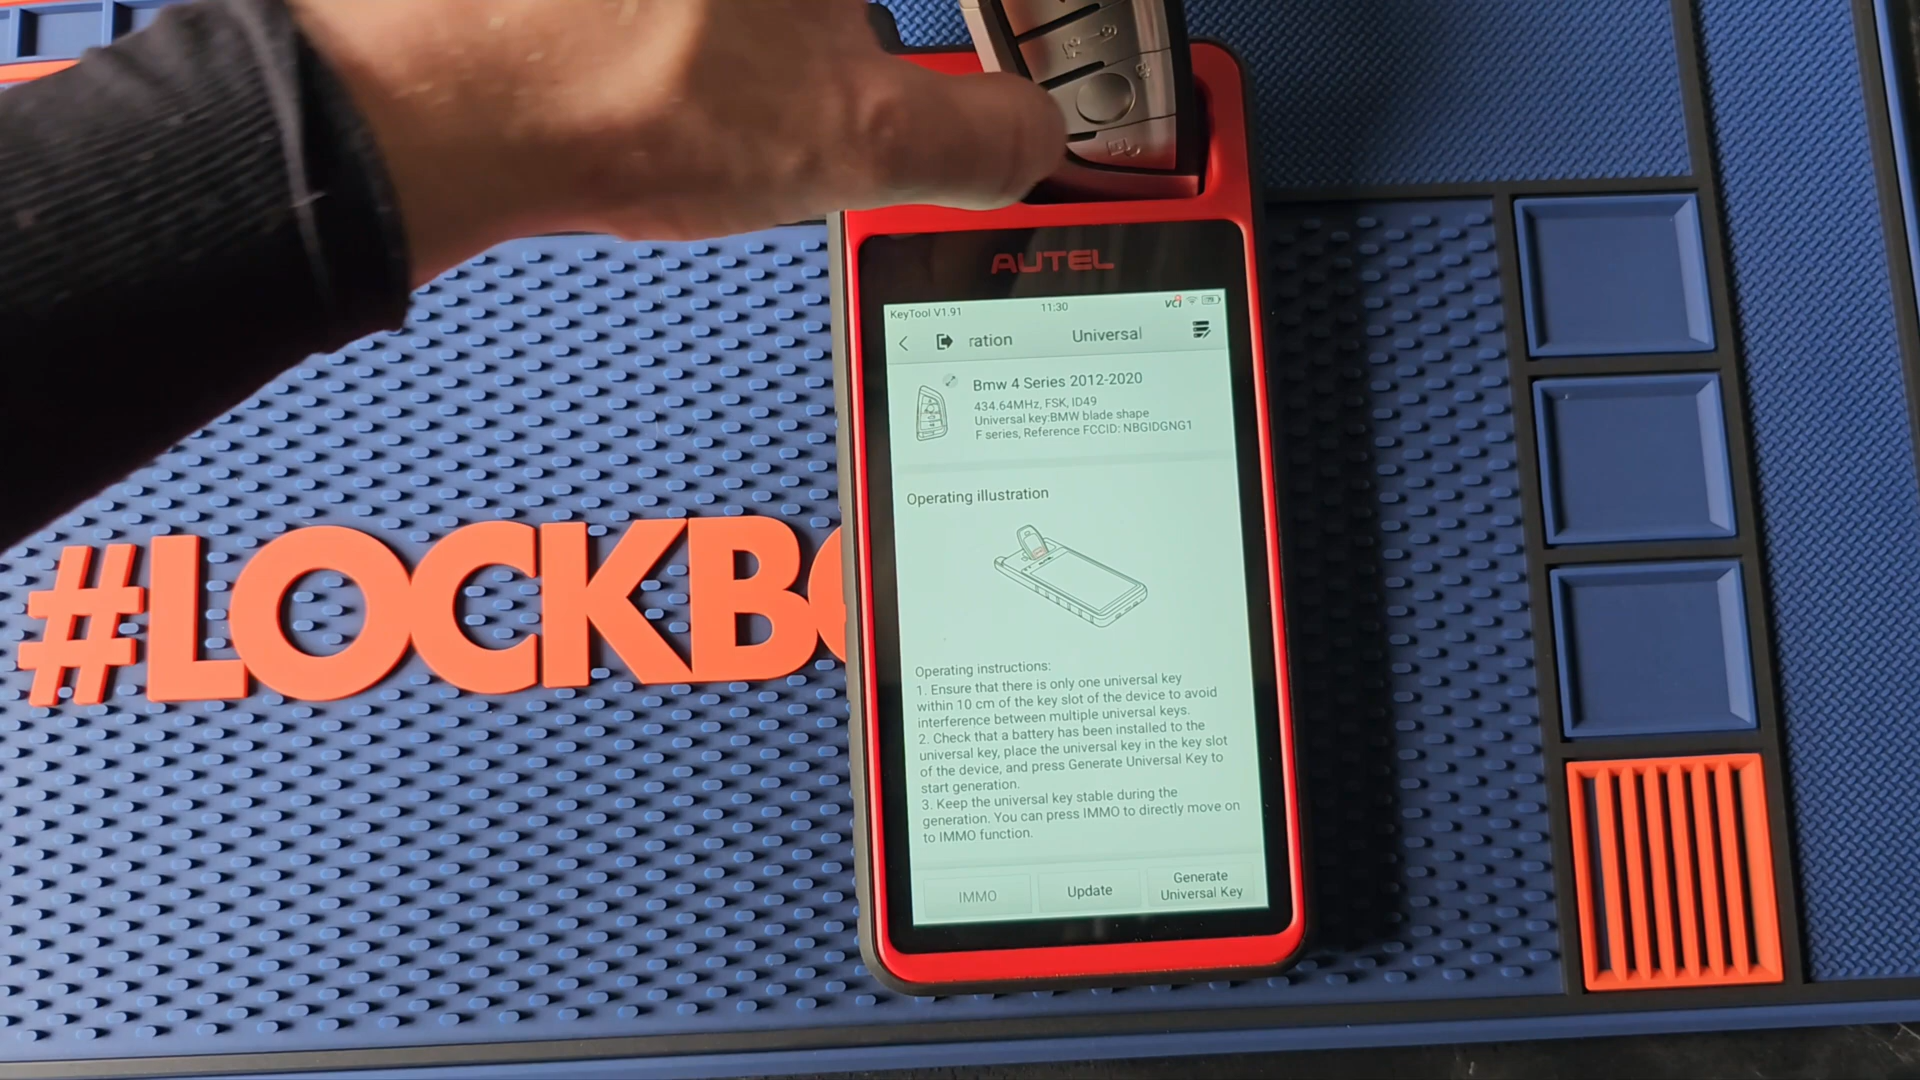 AUTEL
KeyTool V1.91
11:30
VCI
79
ration
Universal
Bmw 4 Series 2012-2020
434.64MHz, FSK, ID49
Universal key:BMW blade shape
F series, Reference FCCID: NBGIDGNG1
Operating illustration
Operating instructions:
1. Ensure that there is only one universal key
within 10 cm of the key slot of the device to avoid
interference between multiple universal keys.
2. Check that a battery has been installed to the
universal key, place the universal key in the key slot
of the device, and press Generate Universal Key to
start generation.
3. Keep the universal key stable during the
generation. You can press IMMO to directly move on
to IMMO function.
IMMO
Update
Generate
Universal Key
#LOCKBO